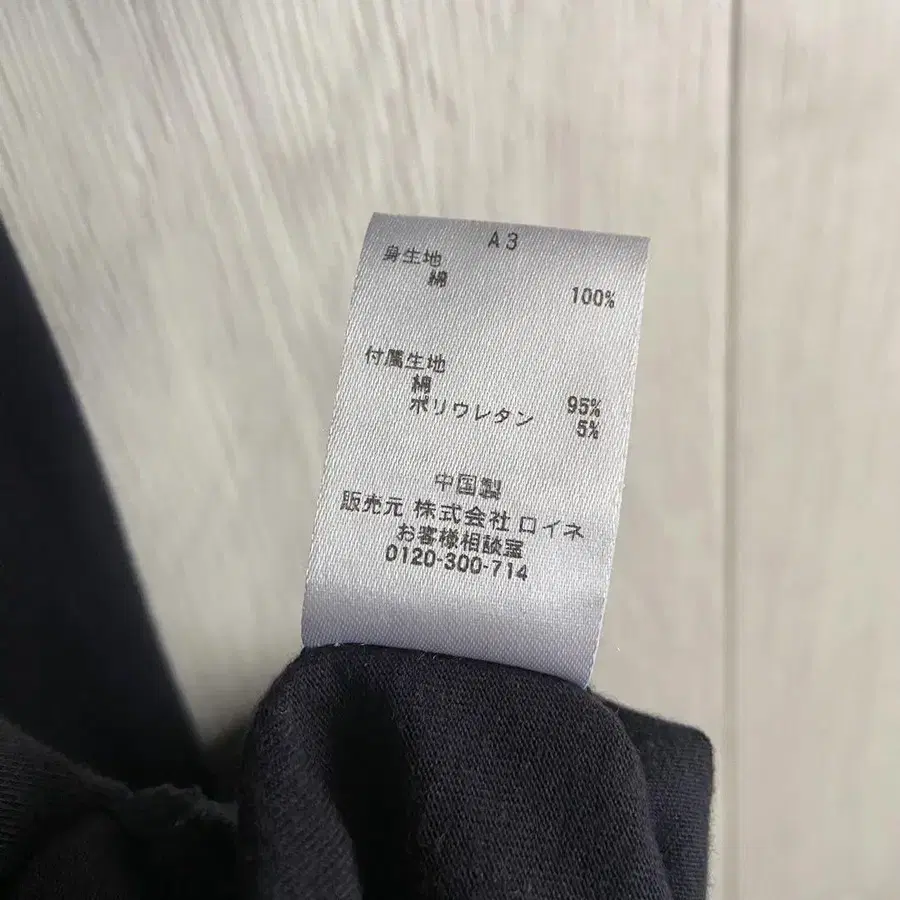 A3
身生地
綿 100%
付属生地
綿 95%
ポリウレタン 5%
中国製
販売元 株式会社 ロイネ
お客様相談室
0120-300-714